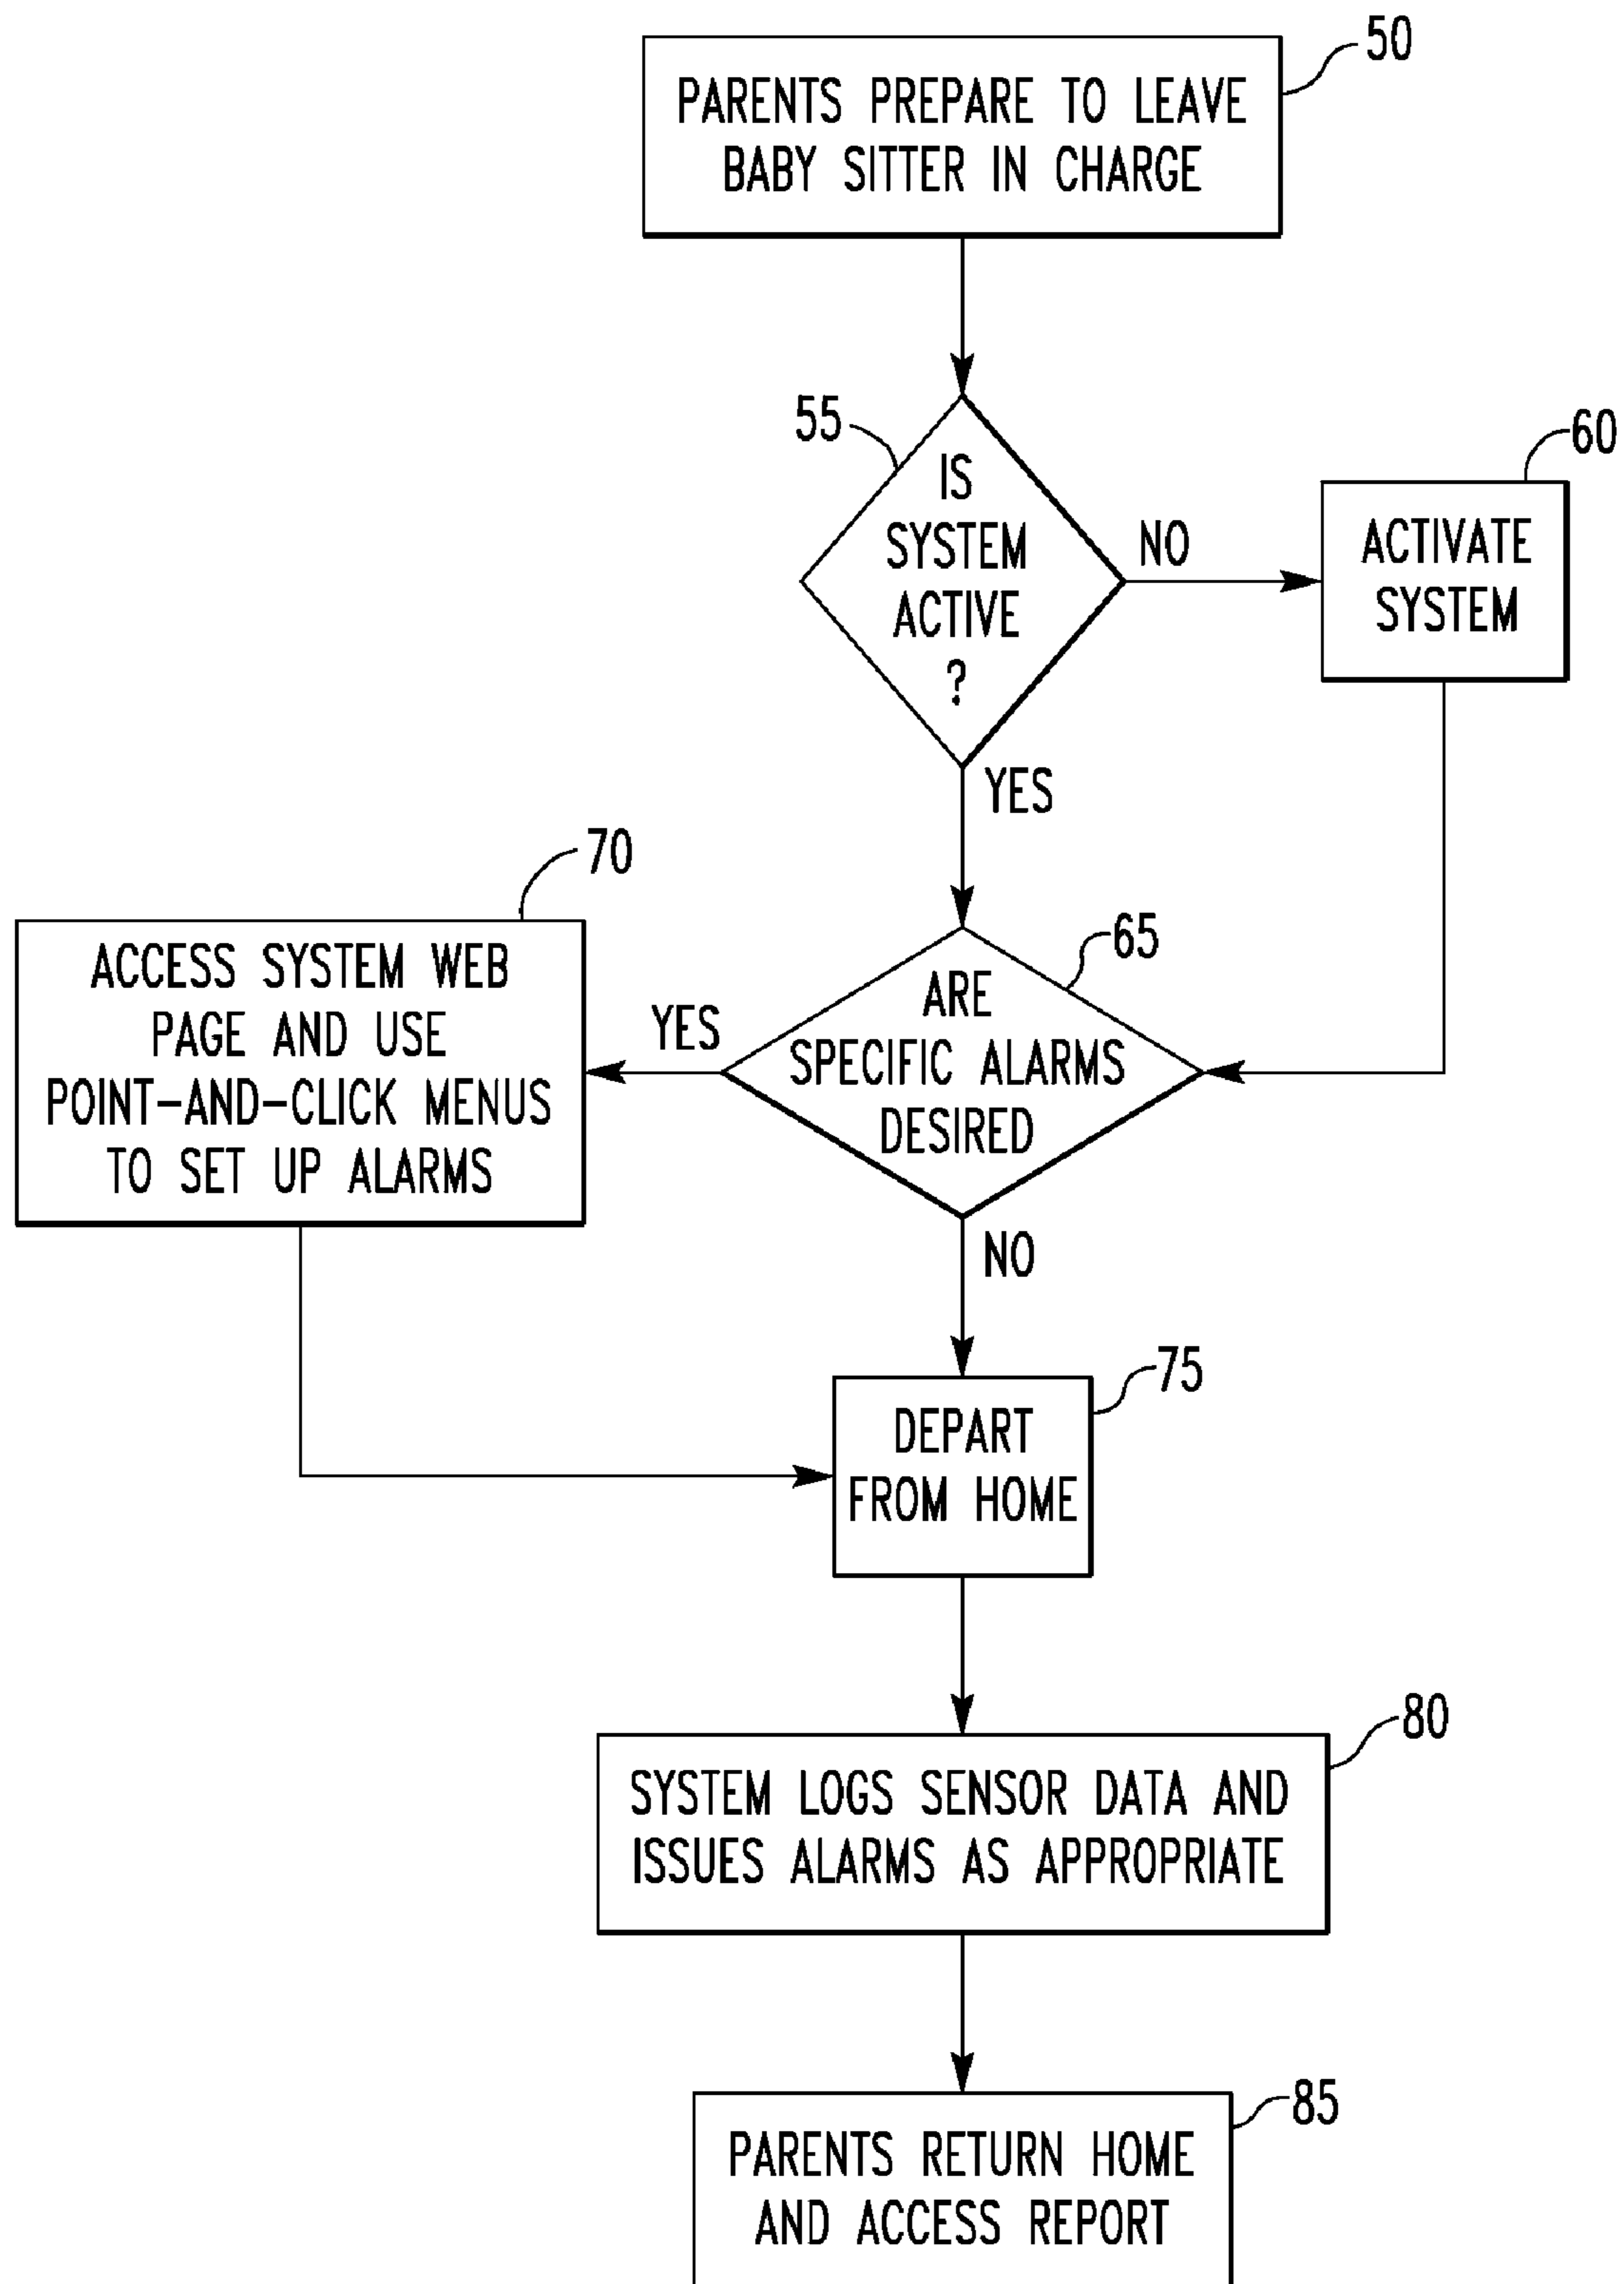 50
PARENTS PREPARE TO LEAVE
BABY SITTER IN CHARGE
55
IS
SYSTEM
ACTIVE
?
NO
60
ACTIVATE
SYSTEM
YES
70
ACCESS SYSTEM WEB
PAGE AND USE
POINT-AND-CLICK MENUS
TO SET UP ALARMS
YES
65
ARE
SPECIFIC ALARMS
DESIRED
NO
75
DEPART
FROM HOME
80
SYSTEM LOGS SENSOR DATA AND
ISSUES ALARMS AS APPROPRIATE
85
PARENTS RETURN HOME
AND ACCESS REPORT